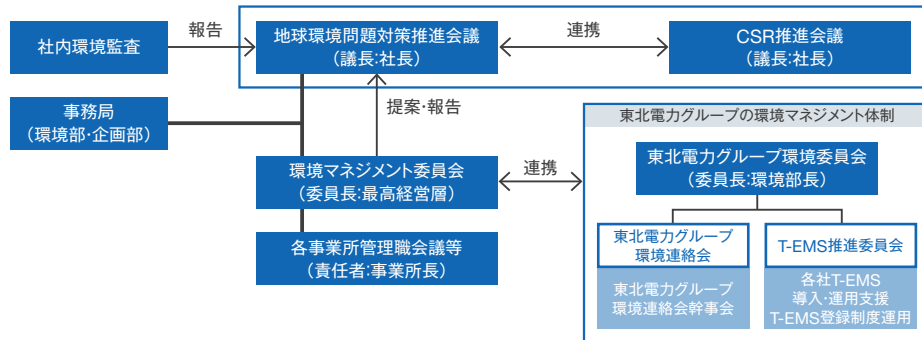 社内環境監査
報告
地球環境問題対策推進会議
(議長:社長)
連携
CSR推進会議
(議長:社長)
事務局
(環境部・企画部)
提案・報告
環境マネジメント委員会
(委員長:最高経営層)
連携
各事業所管理職会議等
(責任者:事業所長)
東北電力グループの環境マネジメント体制
東北電力グループ環境委員会
(委員長:環境部長)
東北電力グループ
環境連絡会
東北電力グループ
環境連絡会幹事会
T-EMS推進委員会
各社T-EMS
導入・運用支援
T-EMS登録制度運用